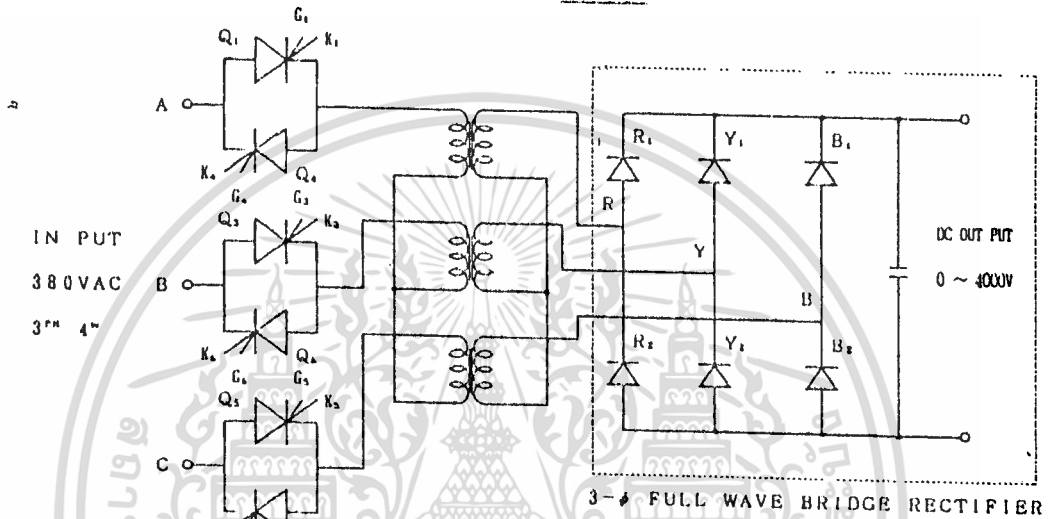 G₁
Q₁
K₁
A
K₄
Q₄
G₄
G₃
Q₃
K₃
IN PUT
380VAC
3ᴾᴴ 4ᵂ
B
K₆
Q₆
G₆
G₅
Q₅
K₅
C
R₁
Y₁
B₁
R
Y
B
R₂
Y₂
B₂
DC OUT PUT
0 ~ 4000V
3-ϕ FULL WAVE BRIDGE RECTIFIER